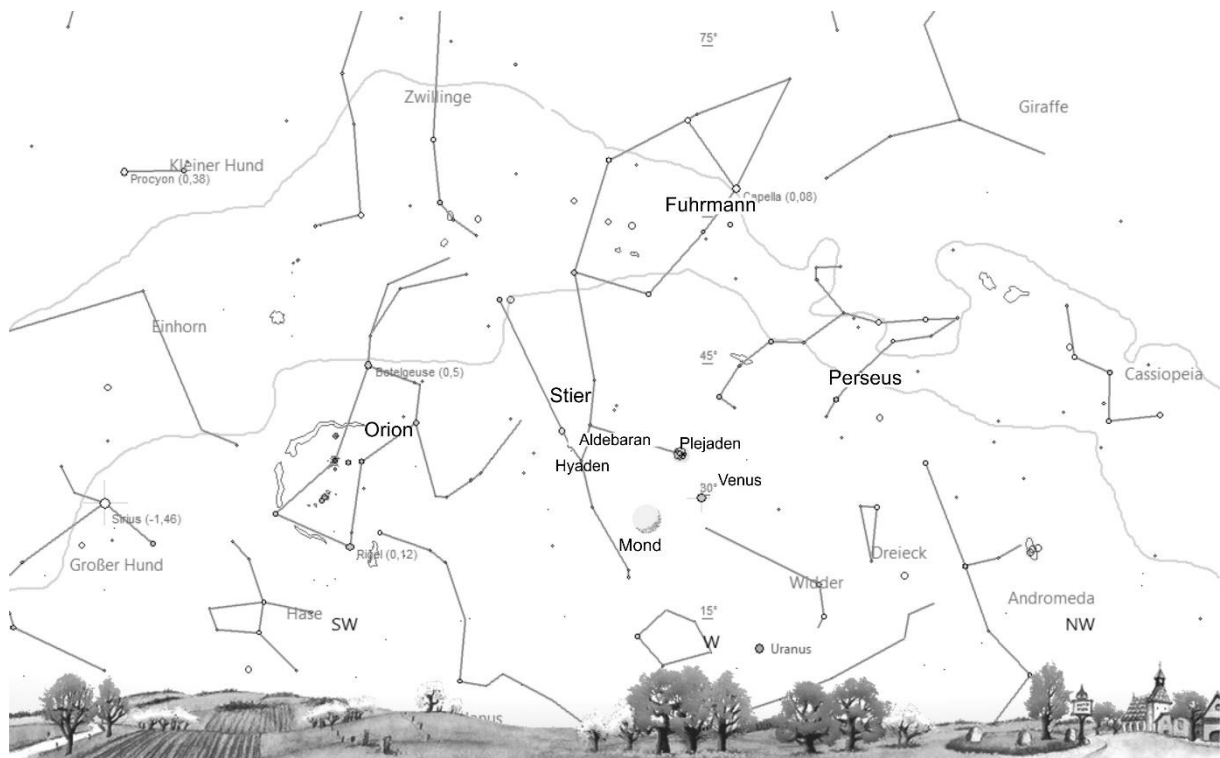 75°
Zwillinge
Giraffe
Kleiner Hund
Procyon (0,38)
Capella (0,08)
Fuhrmann
Einhorn
45°
Beteigeuse (0,5)
Cassiopeia
Perseus
Stier
Orion
Aldebaran
Plejaden
Hyaden
Venus
30°
Sirius (-1,46)
Mond
Rigel (0,12)
Dreieck
Großer Hund
Widder
Andromeda
Hase
15°
SW
NW
W
Uranus